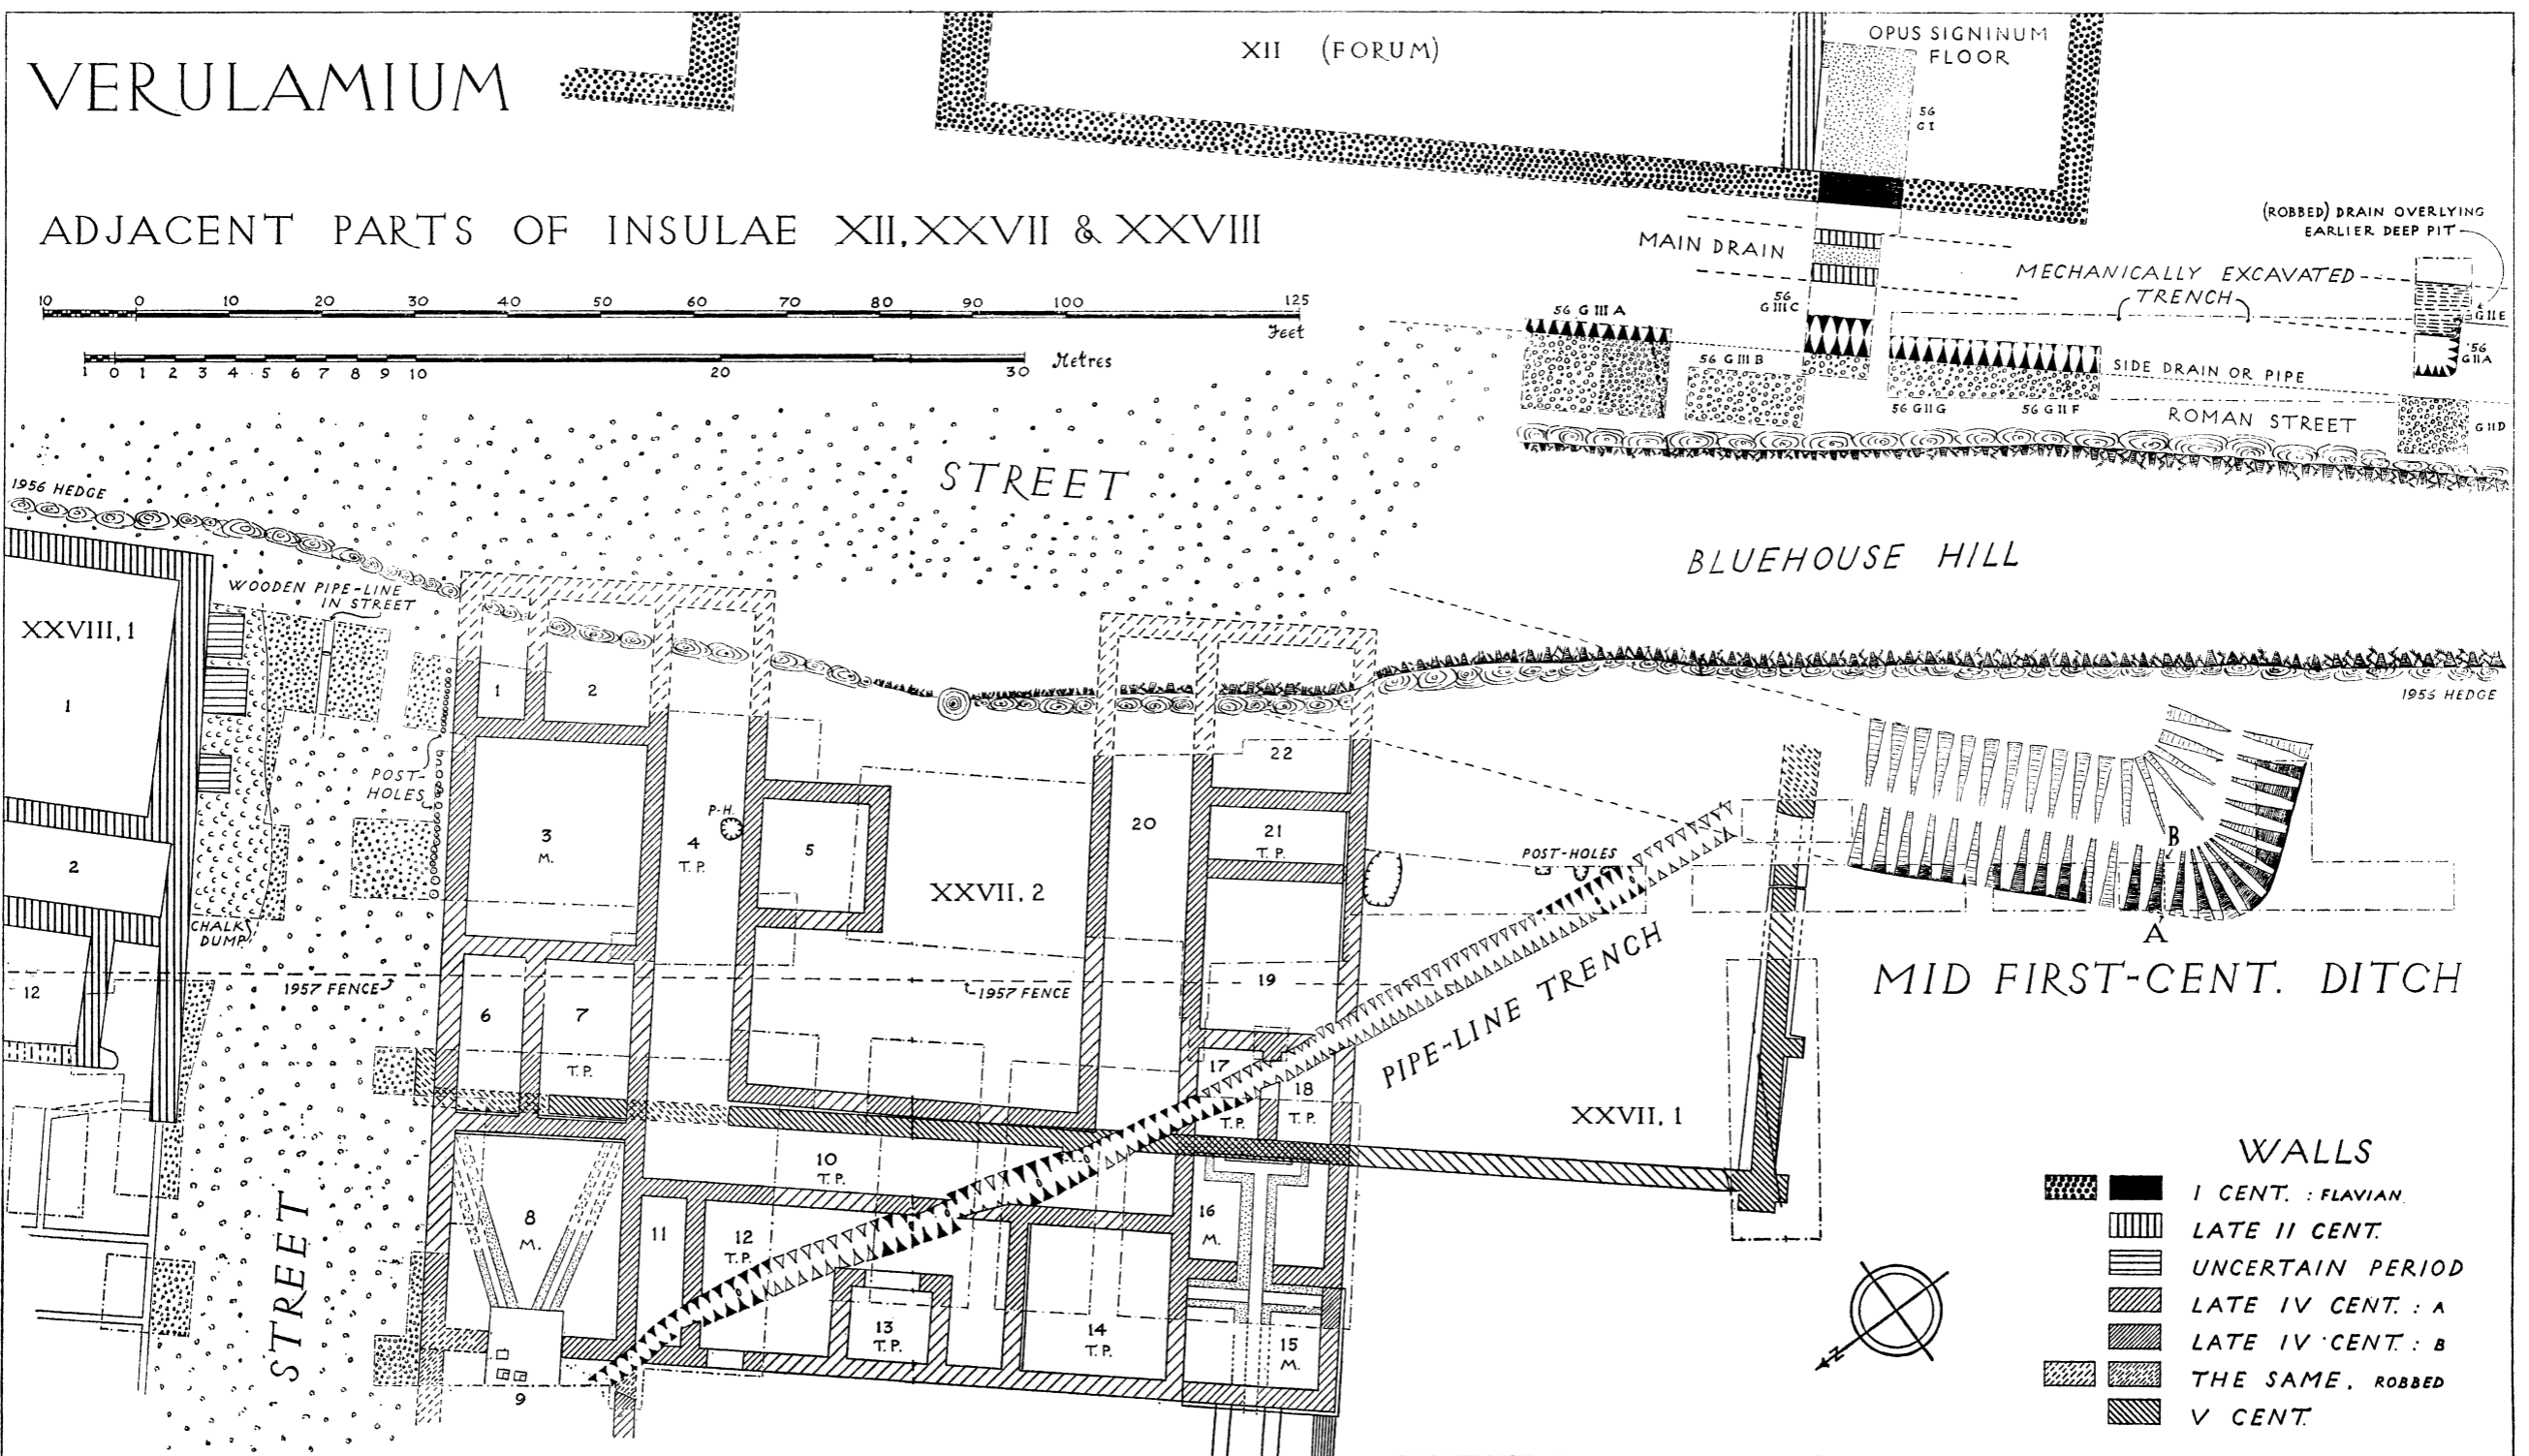 VERULAMIUM
ADJACENT PARTS OF INSULAE XII, XXVII & XXVIII
10 0 10 20 30 40 50 60 70 80 90 100 125
Feet
1 0 1 2 3 4 5 6 7 8 9 10 20 30
Metres
XII (FORUM)
OPUS SIGNINUM
FLOOR
56
G I
(ROBBED) DRAIN OVERLYING
EARLIER DEEP PIT
MAIN DRAIN
MECHANICALLY EXCAVATED
TRENCH
56 G III A
56
G III C
56 G III B
G II E
'56
G II A
SIDE DRAIN OR PIPE
56 G II G
56 G II F
ROMAN STREET
G II D
STREET
BLUEHOUSE HILL
1956 HEDGE
1956 HEDGE
WOODEN PIPE-LINE
IN STREET
XXVIII, 1
1
2
12
POST-
HOLES
CHALK
DUMP
1957 FENCE
1957 FENCE
STREET
1
2
3
M.
4
T.P.
P-H.
5
XXVII, 2
6
7
T.P.
8
M.
9
10
T.P.
11
12
T.P.
13
T.P.
14
T.P.
15
M.
16
M.
17
T.P.
18
T.P.
19
20
21
T.P.
22
POST-HOLES
PIPE-LINE TRENCH
XXVII, 1
B
A
MID FIRST-CENT. DITCH
N
WALLS
I CENT. : FLAVIAN
LATE II CENT.
UNCERTAIN PERIOD
LATE IV CENT. : A
LATE IV CENT. : B
THE SAME. ROBBED
V CENT.